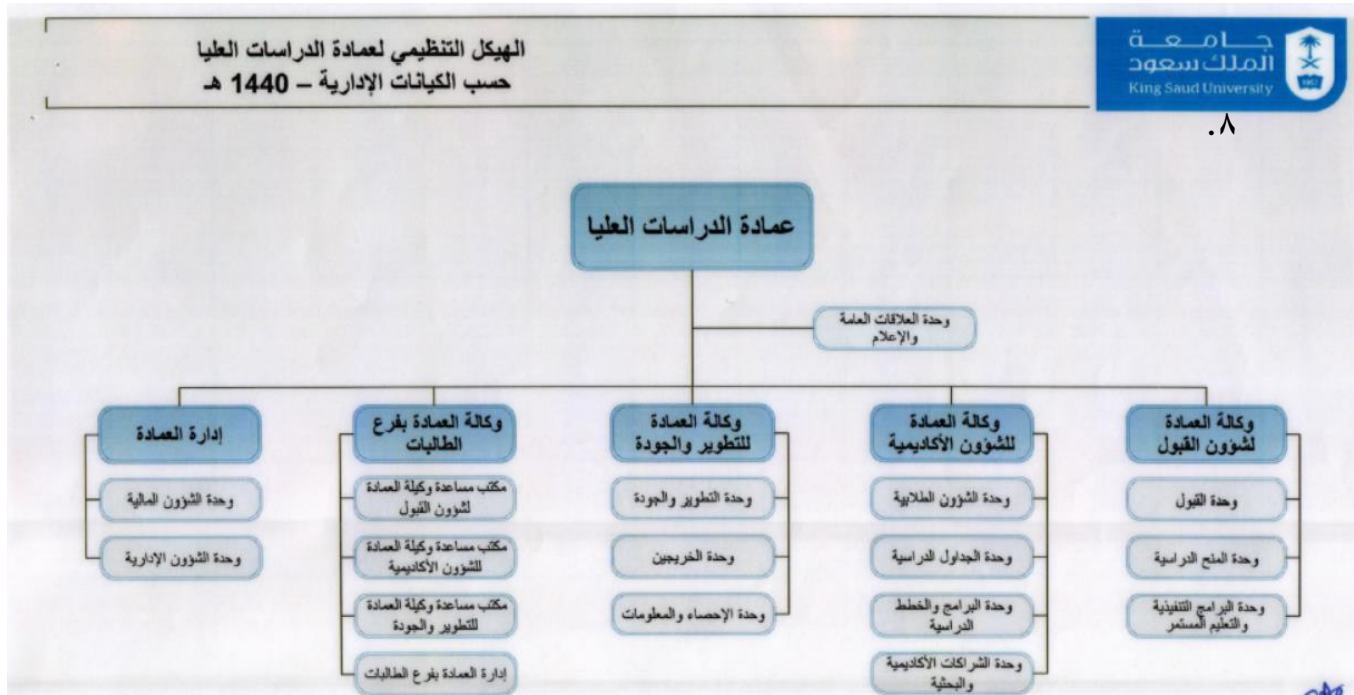 جامعة
الملك سعود
King Saud University
الهيكل التنظيمي لعمادة الدراسات العليا
حسب الكيانات الإدارية – 1440 هـ
٨.
عمادة الدراسات العليا
وحدة العلاقات العامة
والإعلام
وكالة العمادة
لشؤون القبول
وحدة القبول
وحدة المنح الدراسية
وحدة البرامج التنفيذية
والتعليم المستمر
وكالة العمادة
للشؤون الأكاديمية
وحدة الشؤون الطلابية
وحدة الجداول الدراسية
وحدة البرامج والخطط
الدراسية
وحدة الشراكات الأكاديمية
والبحثية
وكالة العمادة
للتطوير والجودة
وحدة التطوير والجودة
وحدة الخريجين
وحدة الإحصاء والمعلومات
وكالة العمادة بفرع
الطالبات
مكتب مساعدة وكيلة العمادة
لشؤون القبول
مكتب مساعدة وكيلة العمادة
للشؤون الأكاديمية
مكتب مساعدة وكيلة العمادة
للتطوير والجودة
إدارة العمادة بفرع الطالبات
إدارة العمادة
وحدة الشؤون المالية
وحدة الشؤون الإدارية